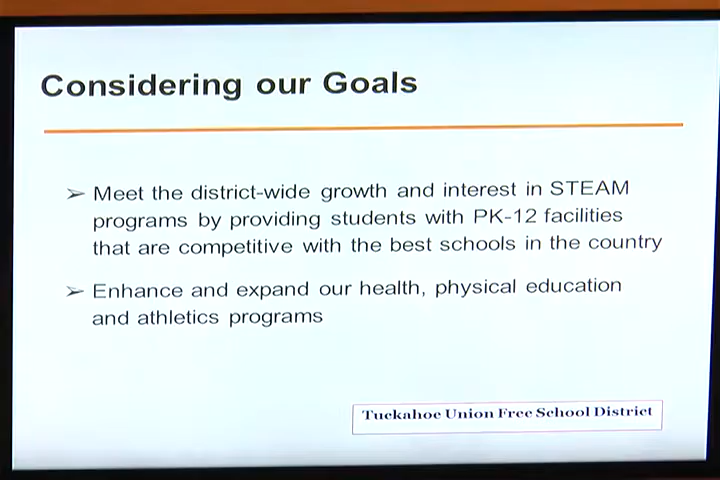 Considering our Goals
➢ Meet the district-wide growth and interest in STEAM
programs by providing students with PK-12 facilities
that are competitive with the best schools in the country
➢ Enhance and expand our health, physical education
and athletics programs
Tuckahoe Union Free School District